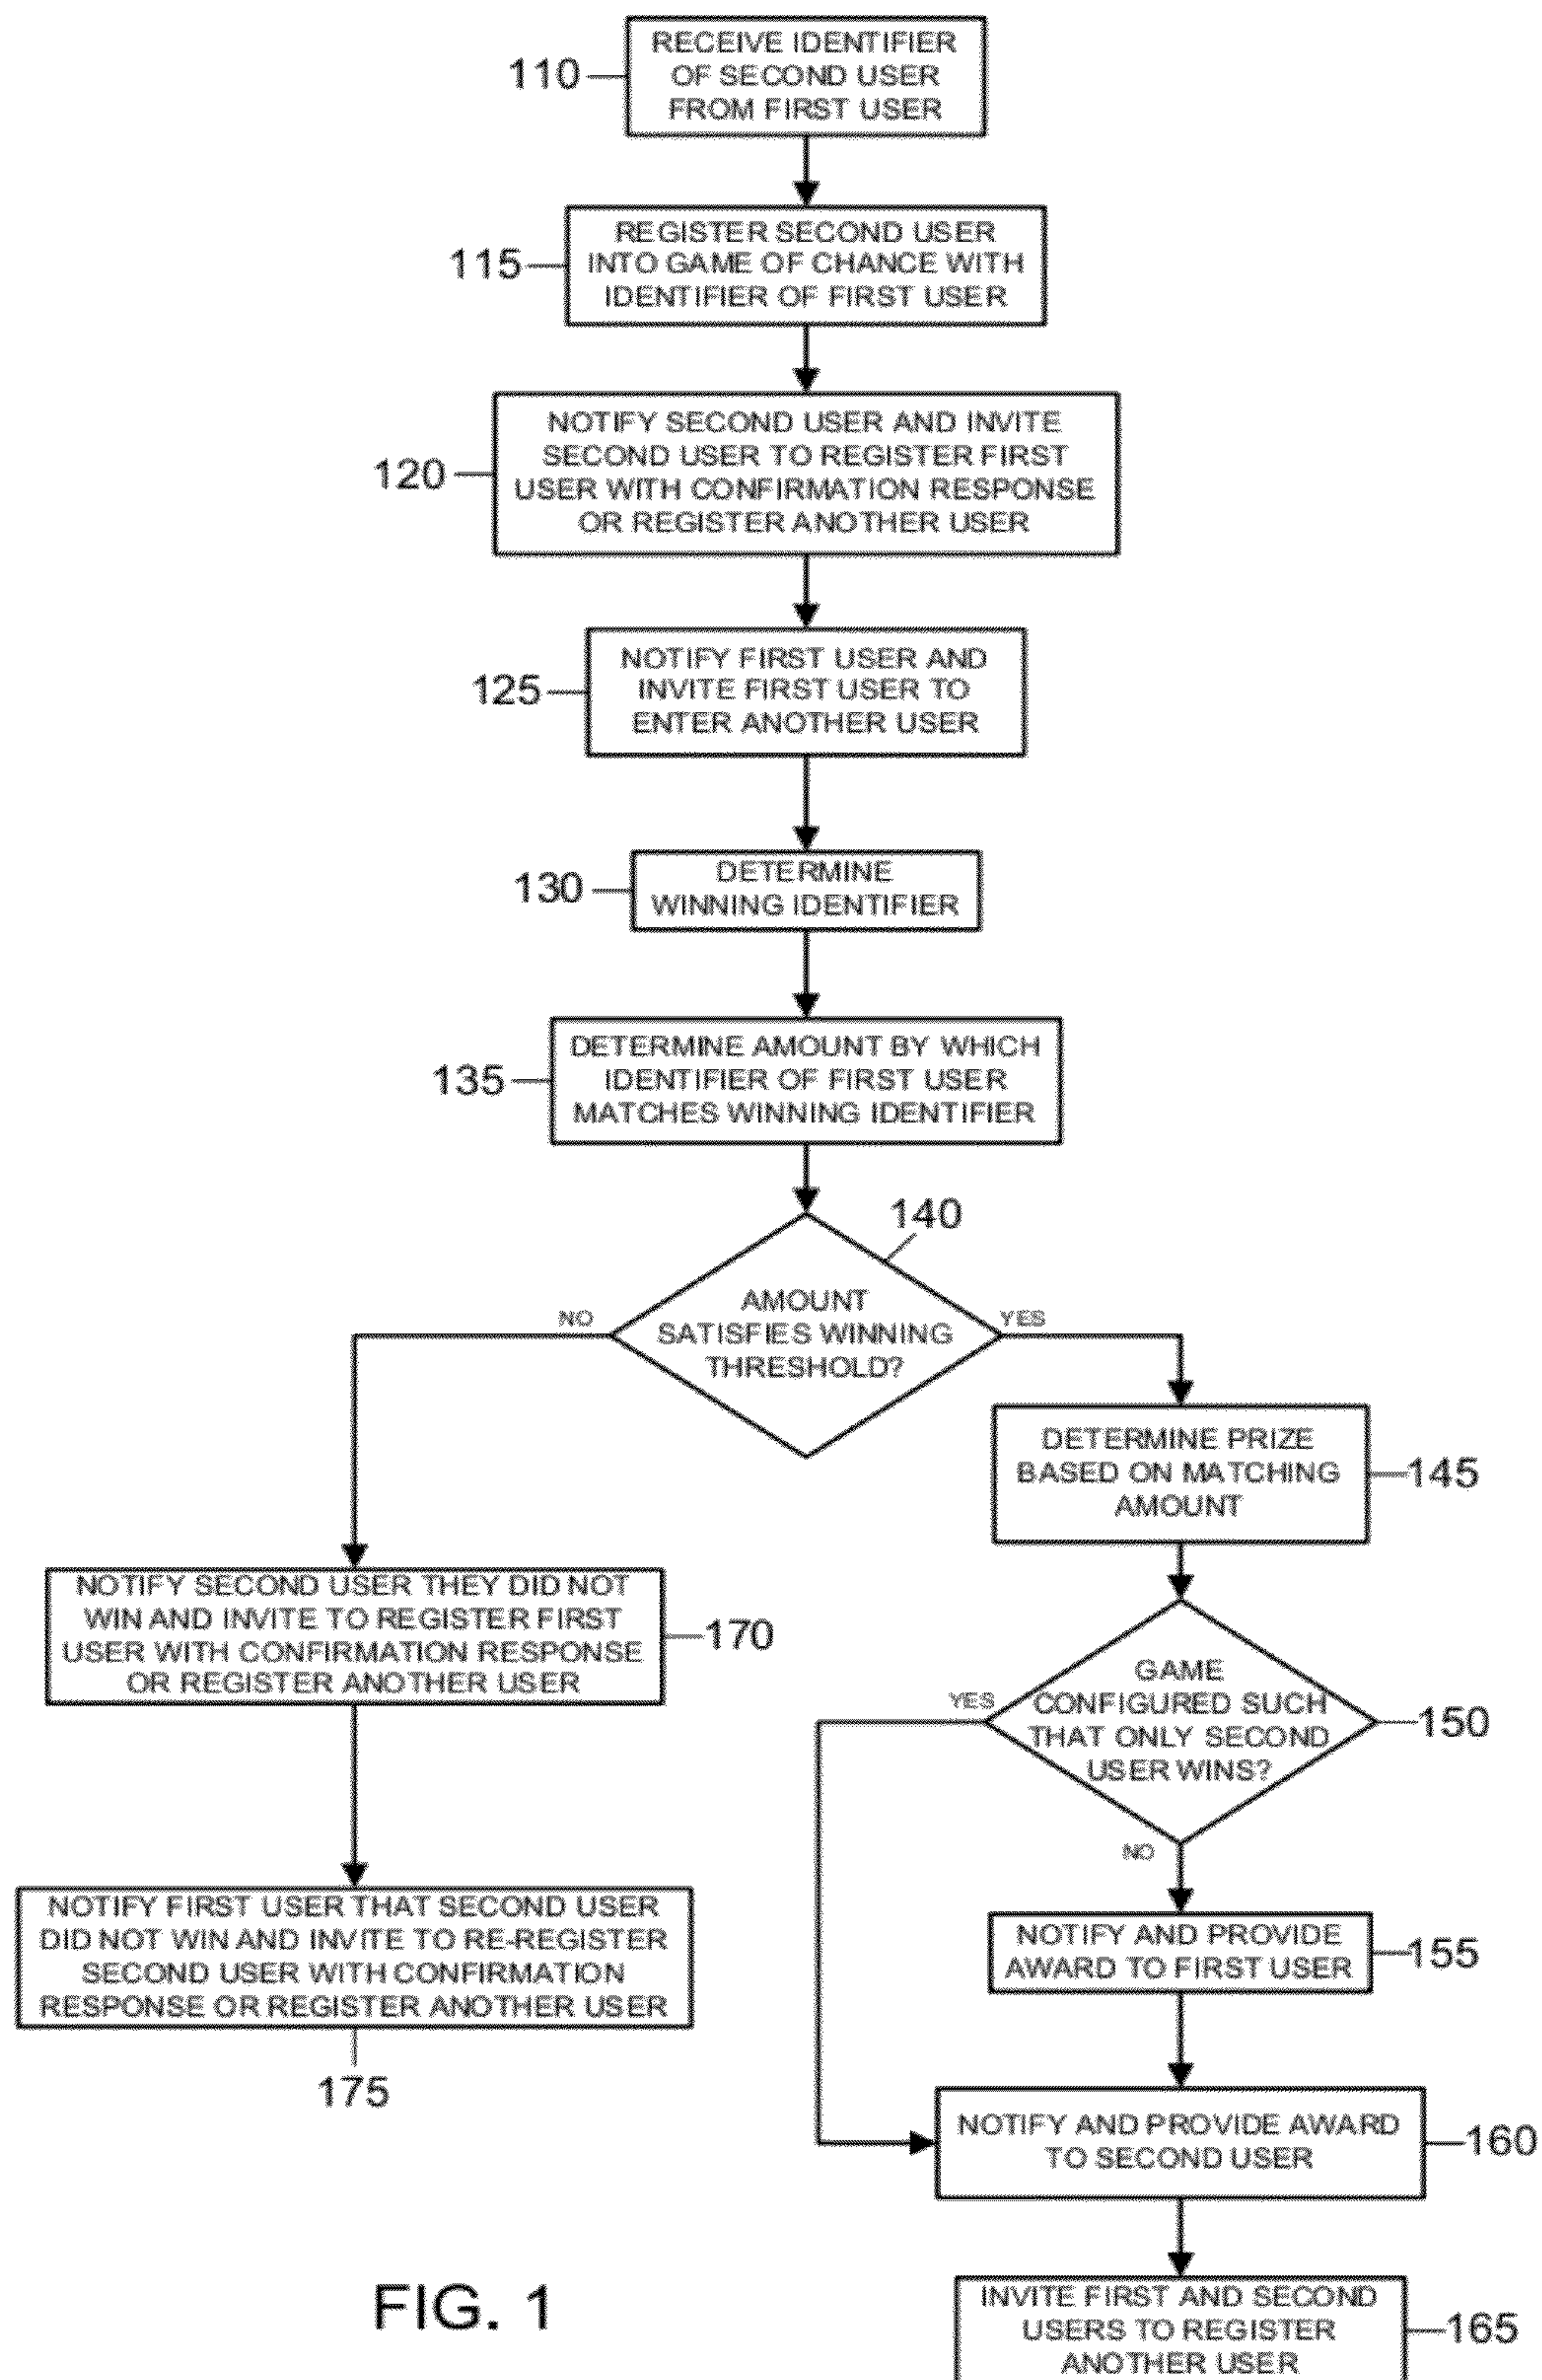 RECEIVE IDENTIFIER
OF SECOND USER
FROM FIRST USER
110
REGISTER SECOND USER
INTO GAME OF CHANCE WITH
IDENTIFIER OF FIRST USER
115
NOTIFY SECOND USER AND INVITE
SECOND USER TO REGISTER FIRST
USER WITH CONFIRMATION RESPONSE
OR REGISTER ANOTHER USER
120
NOTIFY FIRST USER AND
INVITE FIRST USER TO
ENTER ANOTHER USER
125
DETERMINE
WINNING IDENTIFIER
130
DETERMINE AMOUNT BY WHICH
IDENTIFIER OF FIRST USER
MATCHES WINNING IDENTIFIER
135
140
AMOUNT
SATISFIES WINNING
THRESHOLD?
NO
YES
DETERMINE PRIZE
BASED ON MATCHING
AMOUNT
145
NOTIFY SECOND USER THEY DID NOT
WIN AND INVITE TO REGISTER FIRST
USER WITH CONFIRMATION RESPONSE
OR REGISTER ANOTHER USER
170
GAME
CONFIGURED SUCH
THAT ONLY SECOND
USER WINS?
150
YES
NO
NOTIFY FIRST USER THAT SECOND USER
DID NOT WIN AND INVITE TO RE-REGISTER
SECOND USER WITH CONFIRMATION
RESPONSE OR REGISTER ANOTHER USER
175
NOTIFY AND PROVIDE
AWARD TO FIRST USER
155
NOTIFY AND PROVIDE AWARD
TO SECOND USER
160
INVITE FIRST AND SECOND
USERS TO REGISTER
ANOTHER USER
165
FIG. 1